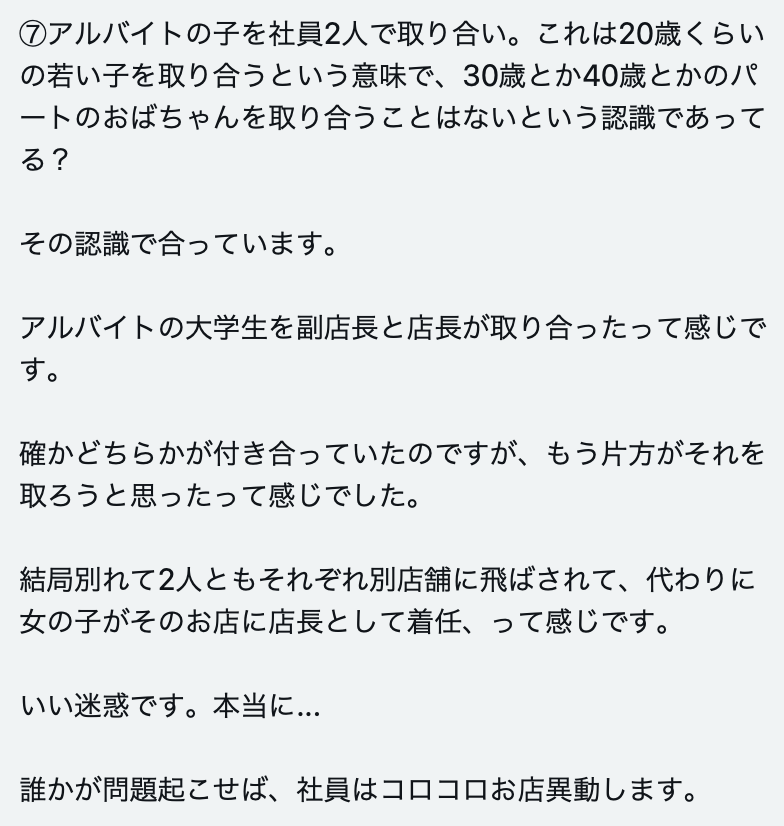 ⑦アルバイトの子を社員2人で取り合い。これは20歳くらい
の若い子を取り合うという意味で、30歳とか40歳とかのパ
ートのおばちゃんを取り合うことはないという認識であって
る？
その認識で合っています。
アルバイトの大学生を副店長と店長が取り合ったって感じで
す。
確かどちらかが付き合っていたのですが、もう片方がそれを
取ろうと思ったって感じでした。
結局別れて2人ともそれぞれ別店舗に飛ばされて、代わりに
女の子がそのお店に店長として着任、って感じです。
いい迷惑です。本当に...
誰かが問題起こせば、社員はコロコロお店異動します。